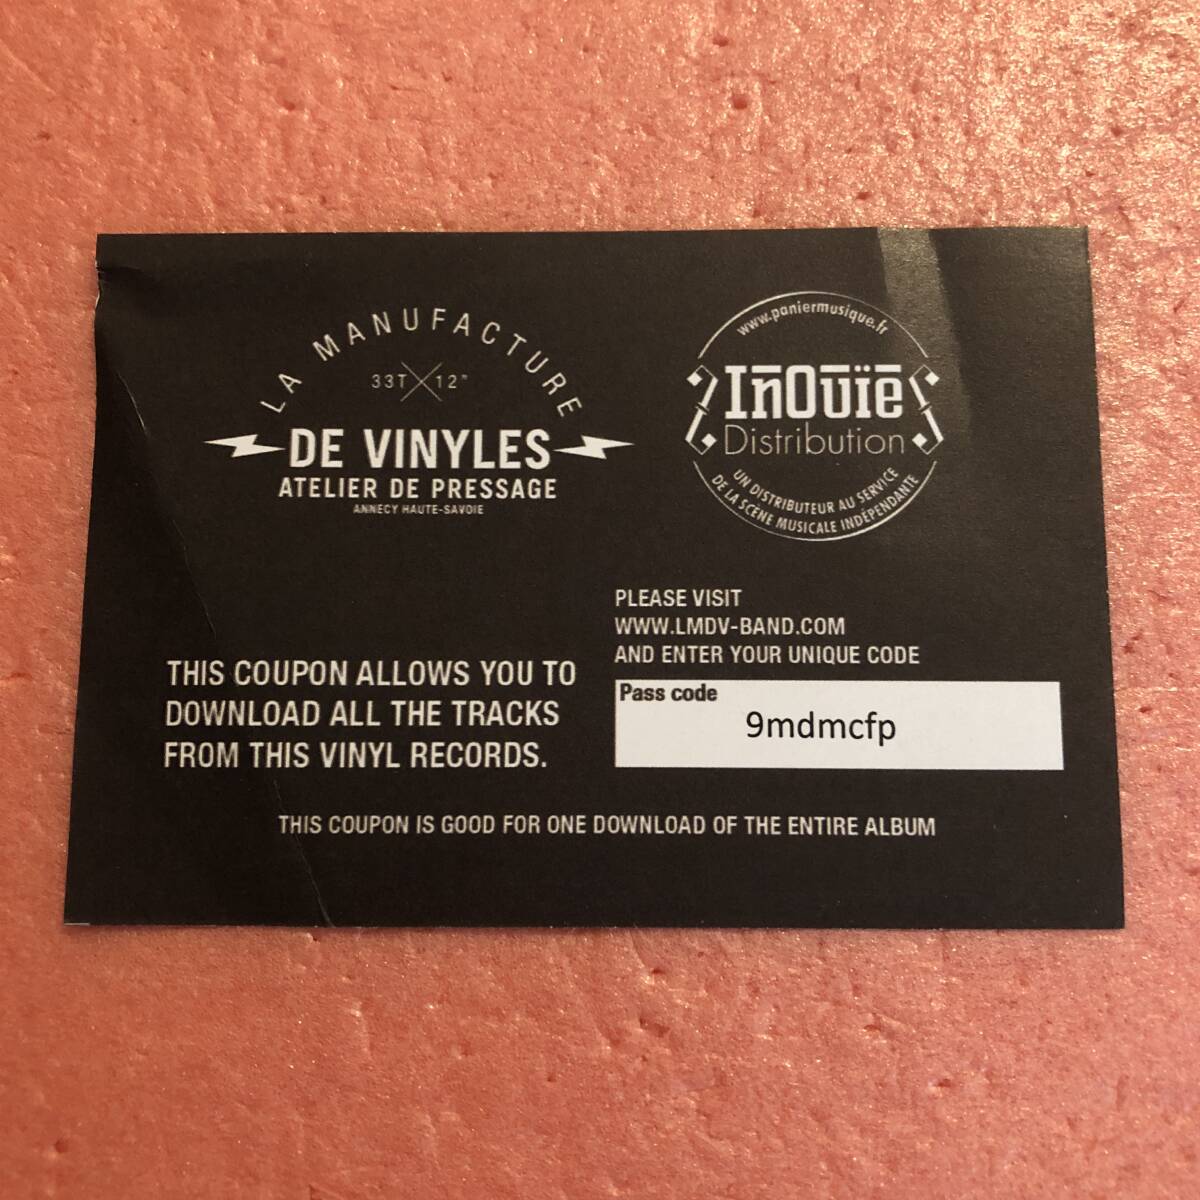 LA MANUFACTURE
33T 12"
DE VINYLES
ATELIER DE PRESSAGE
ANNECY HAUTE-SAVOIE
www.paniermusique.fr
InOuïe
Distribution
UN DISTRIBUTEUR AU SERVICE
DE LA SCÈNE MUSICALE INDÉPENDANTE
THIS COUPON ALLOWS YOU TO
DOWNLOAD ALL THE TRACKS
FROM THIS VINYL RECORDS.
PLEASE VISIT
WWW.LMDV-BAND.COM
AND ENTER YOUR UNIQUE CODE
Pass code
9mdmcfp
THIS COUPON IS GOOD FOR ONE DOWNLOAD OF THE ENTIRE ALBUM